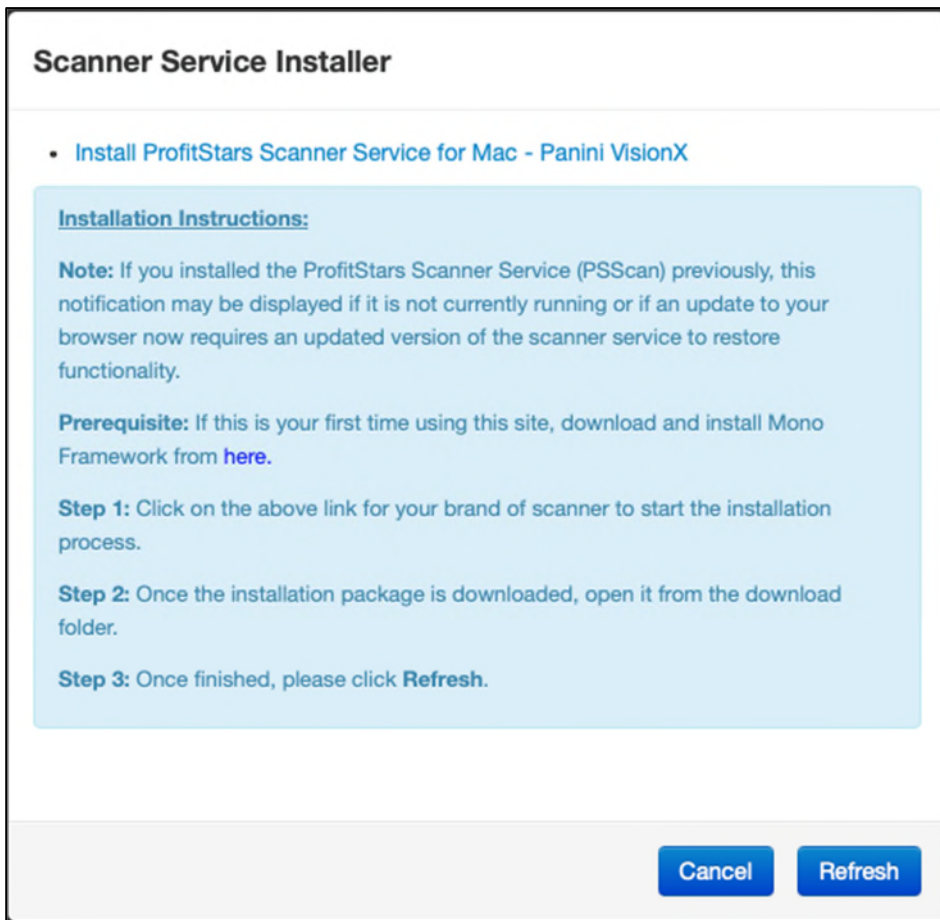 Scanner Service Installer
• Install ProfitStars Scanner Service for Mac - Panini VisionX
Installation Instructions:
Note: If you installed the ProfitStars Scanner Service (PSScan) previously, this
notification may be displayed if it is not currently running or if an update to your
browser now requires an updated version of the scanner service to restore
functionality.
Prerequisite: If this is your first time using this site, download and install Mono
Framework from here.
Step 1: Click on the above link for your brand of scanner to start the installation
process.
Step 2: Once the installation package is downloaded, open it from the download
folder.
Step 3: Once finished, please click Refresh.
Cancel Refresh